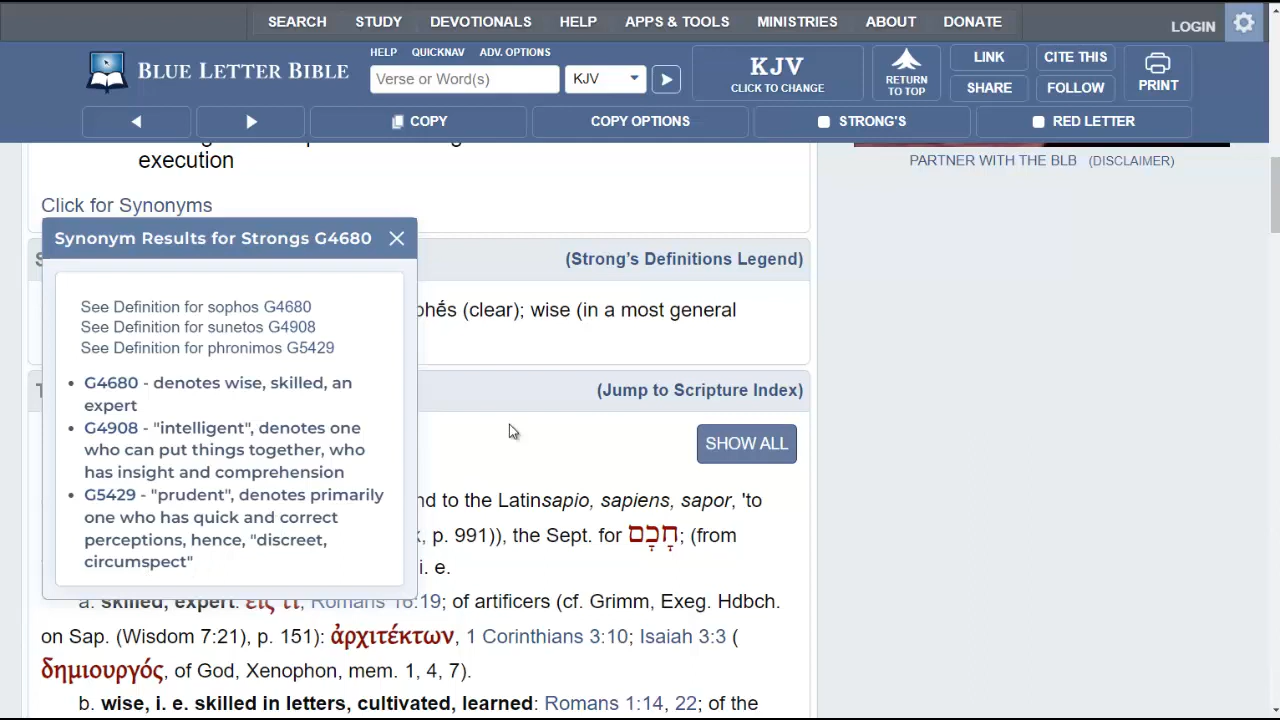 SEARCH STUDY DEVOTIONALS HELP APPS & TOOLS MINISTRIES ABOUT DONATE
LOGIN
BLUE LETTER BIBLE
HELP QUICKNAV ADV. OPTIONS
Verse or Word(s) KJV
KJV
CLICK TO CHANGE
RETURN
TO TOP
LINK CITE THIS
SHARE FOLLOW
PRINT
COPY COPY OPTIONS STRONG'S RED LETTER
execution
PARTNER WITH THE BLB (DISCLAIMER)
Click for Synonyms
Synonym Results for Strongs G4680
See Definition for sophos G4680
See Definition for sunetos G4908
See Definition for phronimos G5429
• G4680 - denotes wise, skilled, an
expert
• G4908 - "intelligent", denotes one
who can put things together, who
has insight and comprehension
• G5429 - "prudent", denotes primarily
one who has quick and correct
perceptions, hence, "discreet,
circumspect"
(Strong's Definitions Legend)
phḗs (clear); wise (in a most general
(Jump to Scripture Index)
SHOW ALL
nd to the Latinsapio, sapiens, sapor, 'to
, p. 991)), the Sept. for חָכָם; (from
i. e.
a. skilled, expert: εἰς τί, Romans 16:19; of artificers (cf. Grimm, Exeg. Hdbch.
on Sap. (Wisdom 7:21), p. 151): ἀρχιτέκτων, 1 Corinthians 3:10; Isaiah 3:3 (
δημιουργός, of God, Xenophon, mem. 1, 4, 7).
b. wise, i. e. skilled in letters, cultivated, learned: Romans 1:14, 22; of the